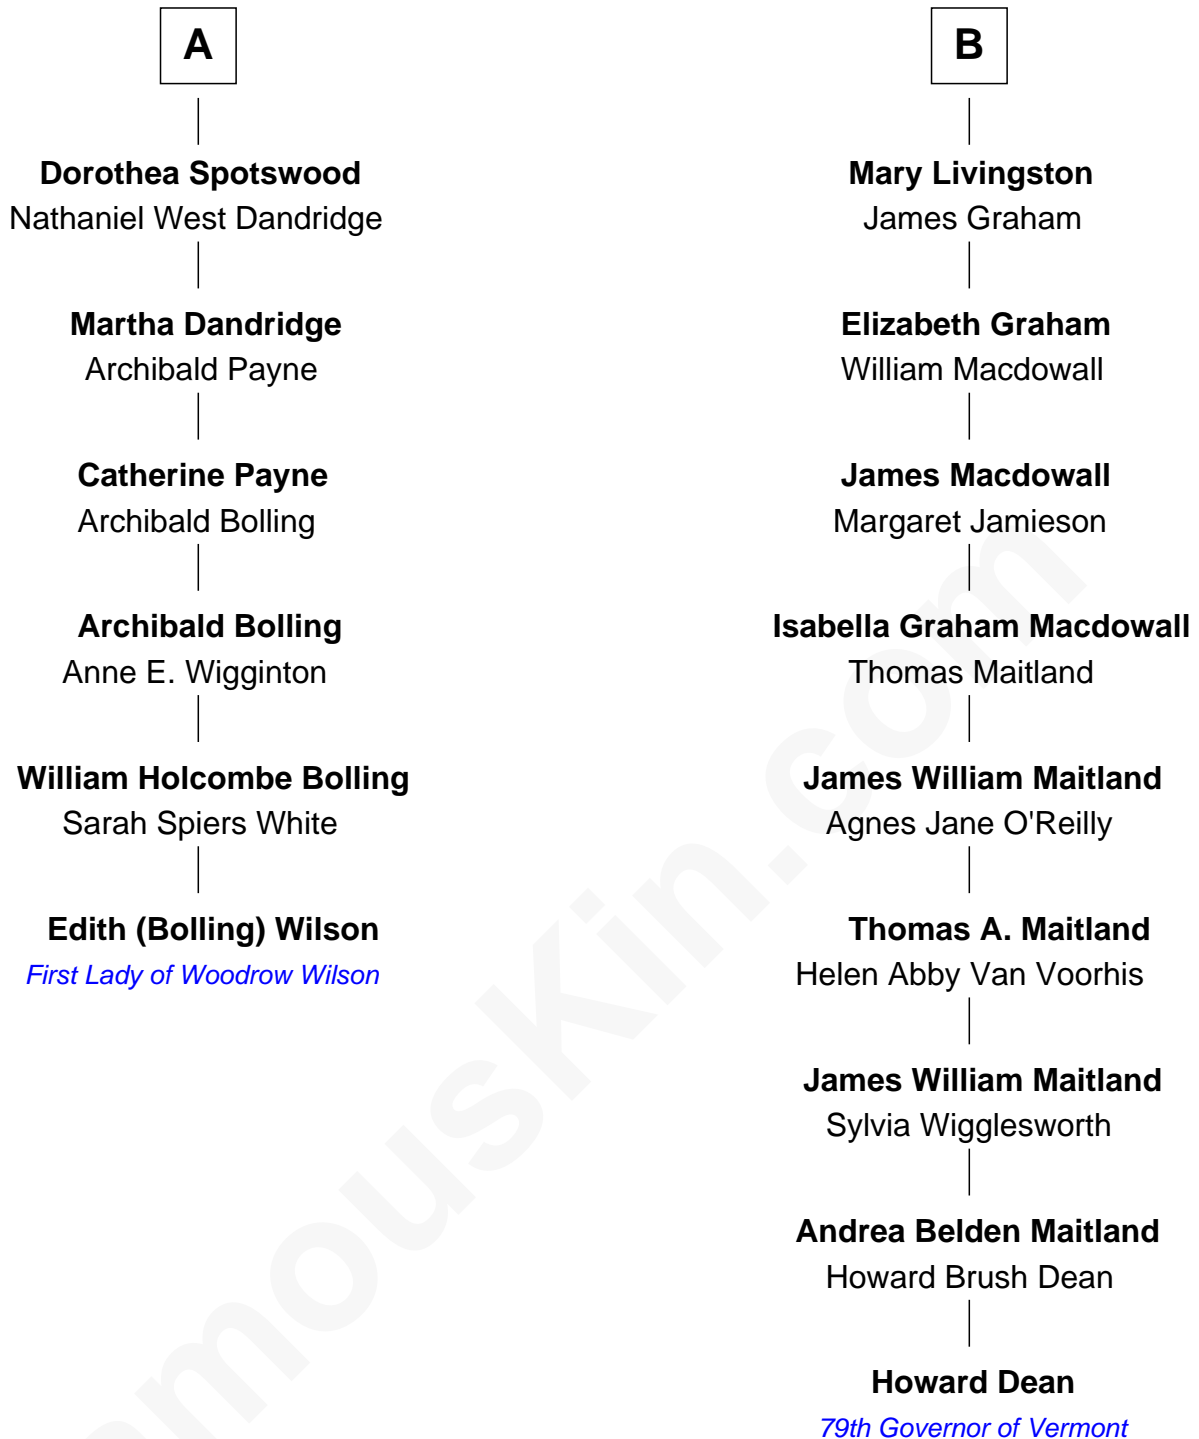 A
Dorothea Spotswood
Nathaniel West Dandridge
Martha Dandridge
Archibald Payne
Catherine Payne
Archibald Bolling
Archibald Bolling
Anne E. Wigginton
William Holcombe Bolling
Sarah Spiers White
Edith (Bolling) Wilson
First Lady of Woodrow Wilson
B
Mary Livingston
James Graham
Elizabeth Graham
William Macdowall
James Macdowall
Margaret Jamieson
Isabella Graham Macdowall
Thomas Maitland
James William Maitland
Agnes Jane O'Reilly
Thomas A. Maitland
Helen Abby Van Voorhis
James William Maitland
Sylvia Wigglesworth
Andrea Belden Maitland
Howard Brush Dean
Howard Dean
79th Governor of Vermont
mouskin.com